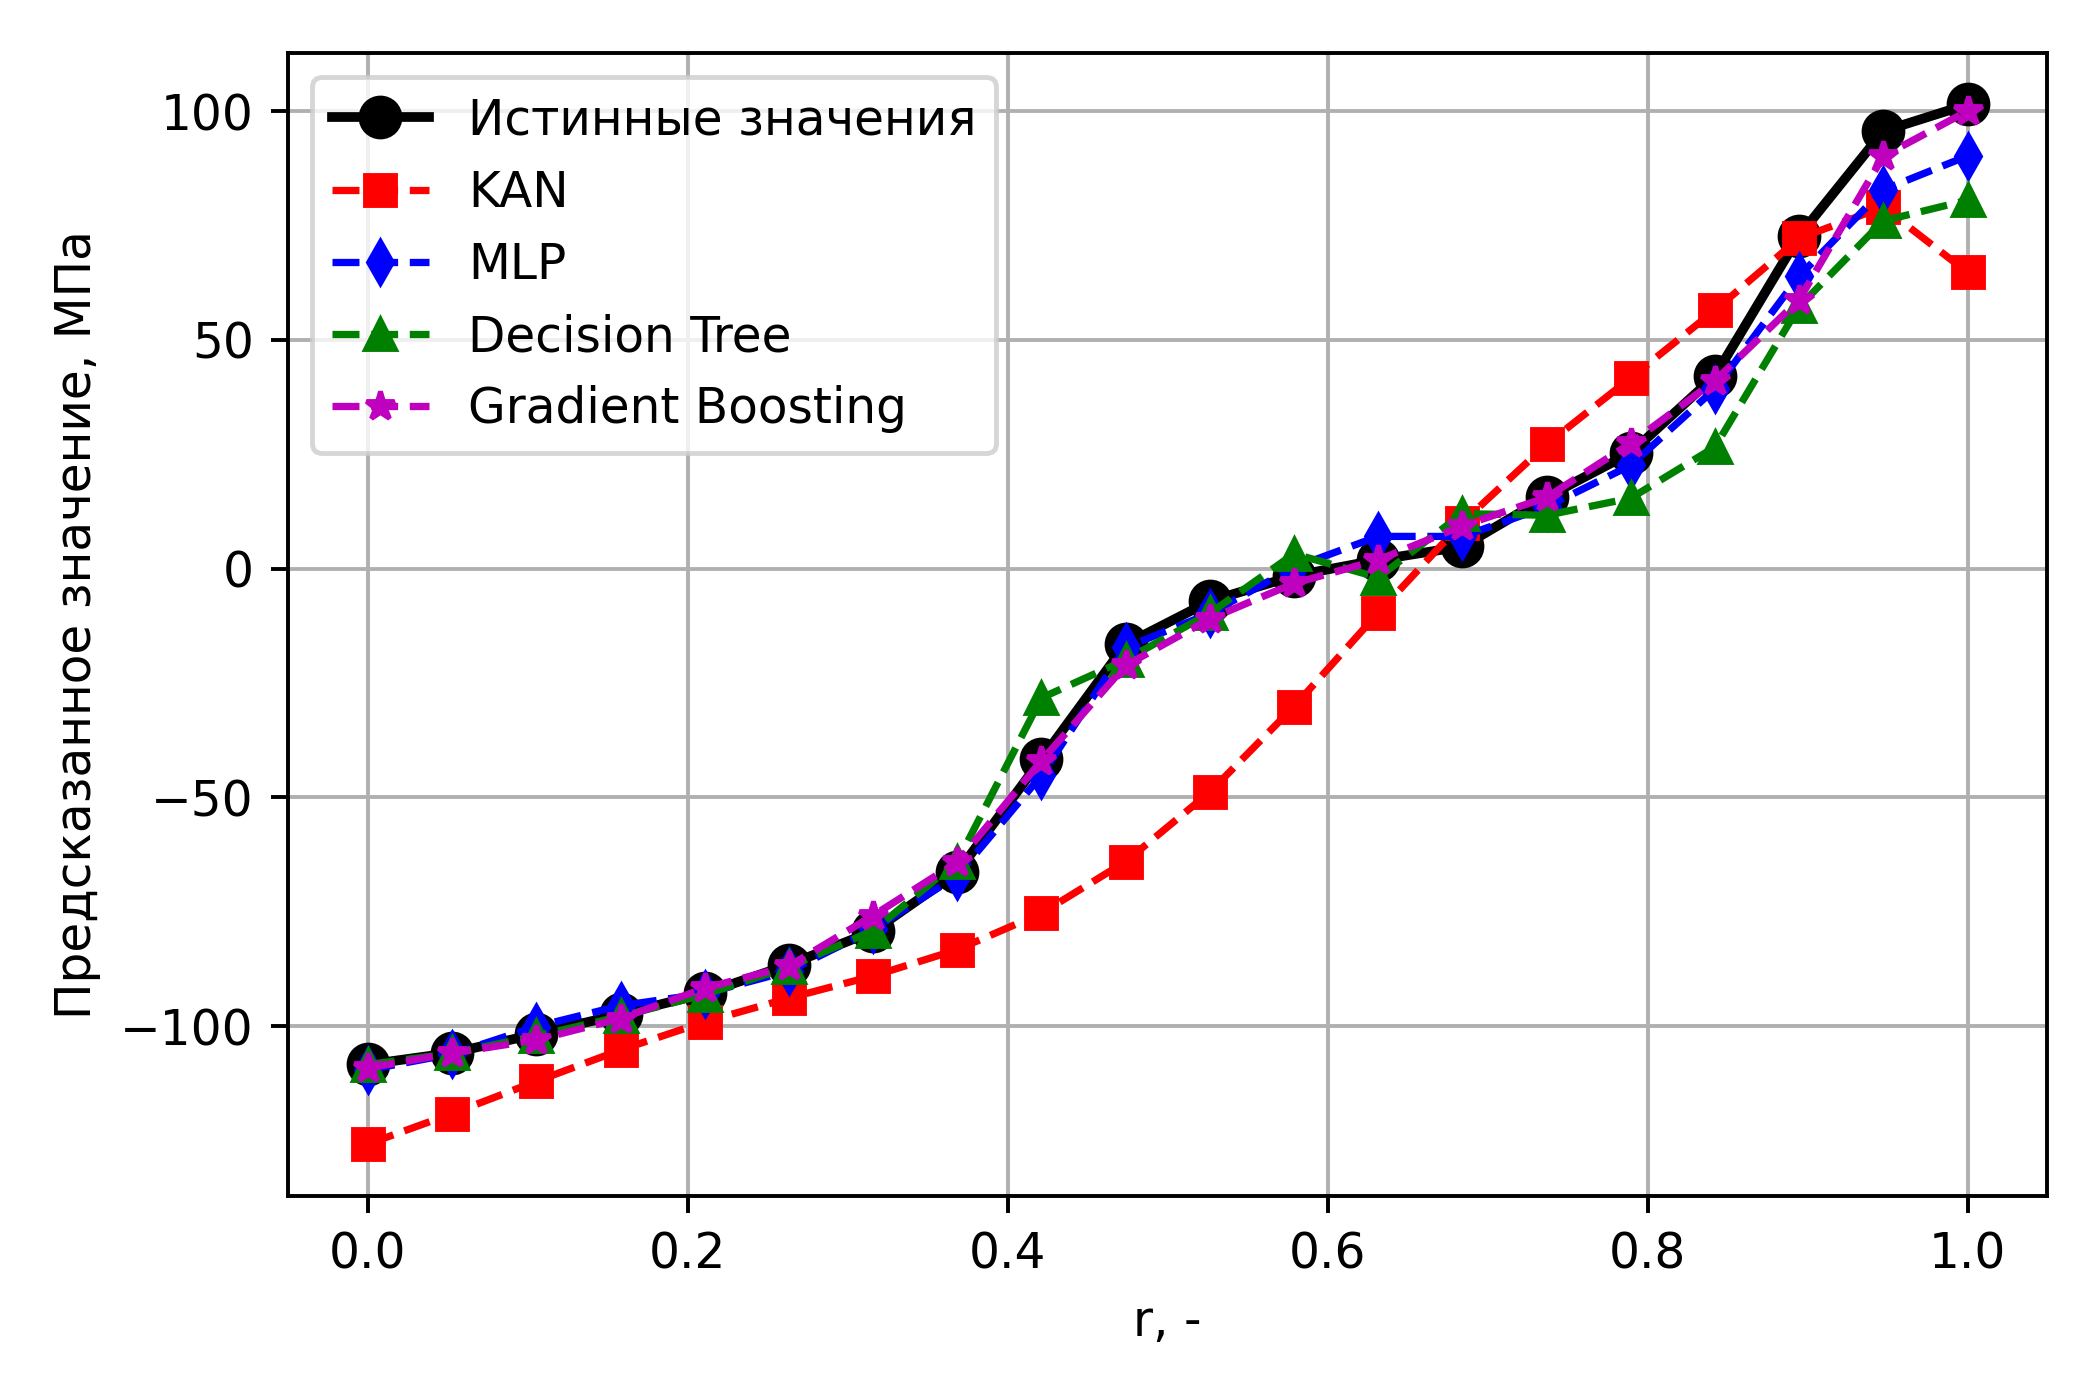 Истинные значения
KAN
MLP
Decision Tree
Gradient Boosting
Предсказанное значение, МПа
100
50
0
−50
−100
0.0 0.2 0.4 0.6 0.8 1.0
r, -